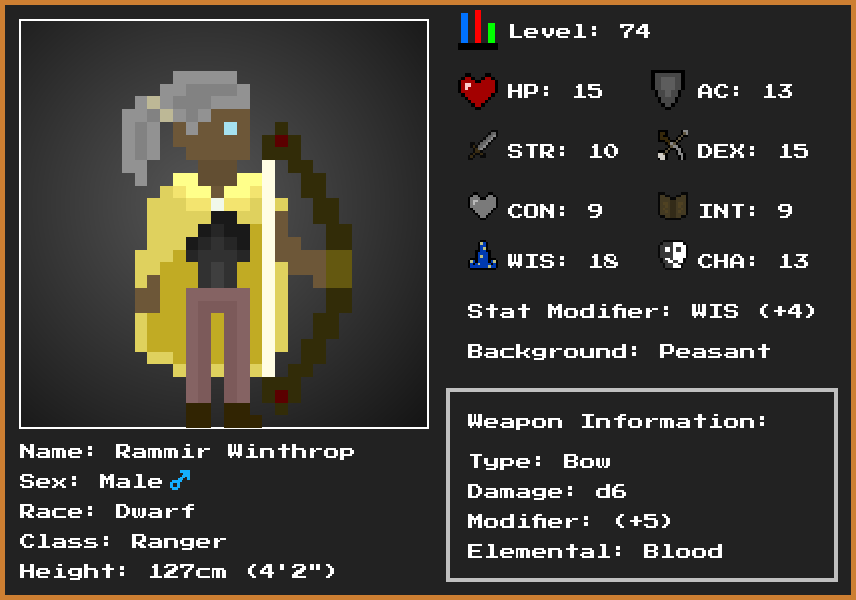 Level: 74
HP: 15 AC: 13
STR: 10 DEX: 15
CON: 9 INT: 9
WIS: 18 CHA: 13
Stat Modifier: WIS (+4)
Background: Peasant
Weapon Information:
Type: Bow
Damage: d6
Modifier: (+5)
Elemental: Blood
Name: Rammir Winthrop
Sex: Male ♂
Race: Dwarf
Class: Ranger
Height: 127cm (4'2")